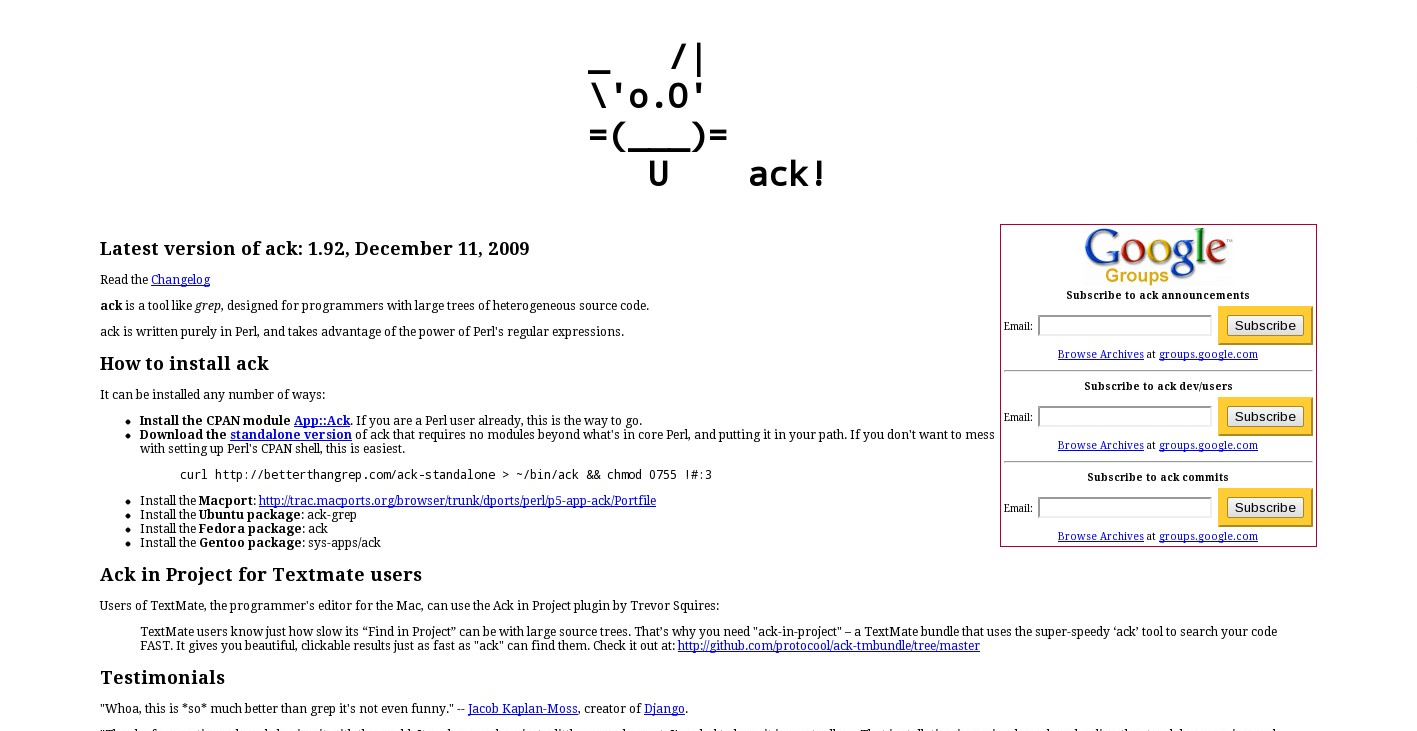 _   /|
\'o.O'
=(___)=
   U    ack!
Latest version of ack: 1.92, December 11, 2009
Read the Changelog
ack is a tool like grep, designed for programmers with large trees of heterogeneous source code.
ack is written purely in Perl, and takes advantage of the power of Perl's regular expressions.
How to install ack
It can be installed any number of ways:
Install the CPAN module App::Ack. If you are a Perl user already, this is the way to go.
Download the standalone version of ack that requires no modules beyond what's in core Perl, and putting it in your path. If you don't want to mess
with setting up Perl's CPAN shell, this is easiest.
curl http://betterthangrep.com/ack-standalone > ~/bin/ack && chmod 0755 !#:3
Install the Macport: http://trac.macports.org/browser/trunk/dports/perl/p5-app-ack/Portfile
Install the Ubuntu package: ack-grep
Install the Fedora package: ack
Install the Gentoo package: sys-apps/ack
Google™
Groups
Subscribe to ack announcements
Email: Subscribe
Browse Archives at groups.google.com
Subscribe to ack dev/users
Email: Subscribe
Browse Archives at groups.google.com
Subscribe to ack commits
Email: Subscribe
Browse Archives at groups.google.com
Ack in Project for Textmate users
Users of TextMate, the programmer's editor for the Mac, can use the Ack in Project plugin by Trevor Squires:
TextMate users know just how slow its “Find in Project” can be with large source trees. That’s why you need "ack-in-project" – a TextMate bundle that uses the super-speedy ‘ack’ tool to search your code
FAST. It gives you beautiful, clickable results just as fast as "ack" can find them. Check it out at: http://github.com/protocool/ack-tmbundle/tree/master
Testimonials
"Whoa, this is *so* much better than grep it's not even funny." -- Jacob Kaplan-Moss, creator of Django.